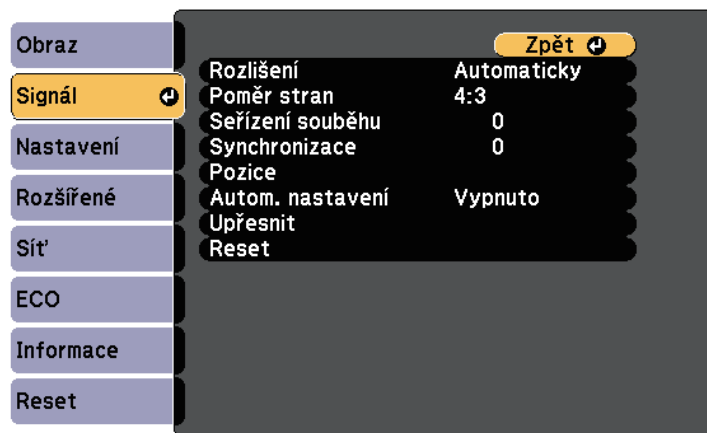 Obraz
Signál
Nastavení
Rozšířené
Síť
ECO
Informace
Reset
Zpět
Rozlišení Automaticky
Poměr stran 4:3
Seřízení souběhu 0
Synchronizace 0
Pozice
Autom. nastavení Vypnuto
Upřesnit
Reset